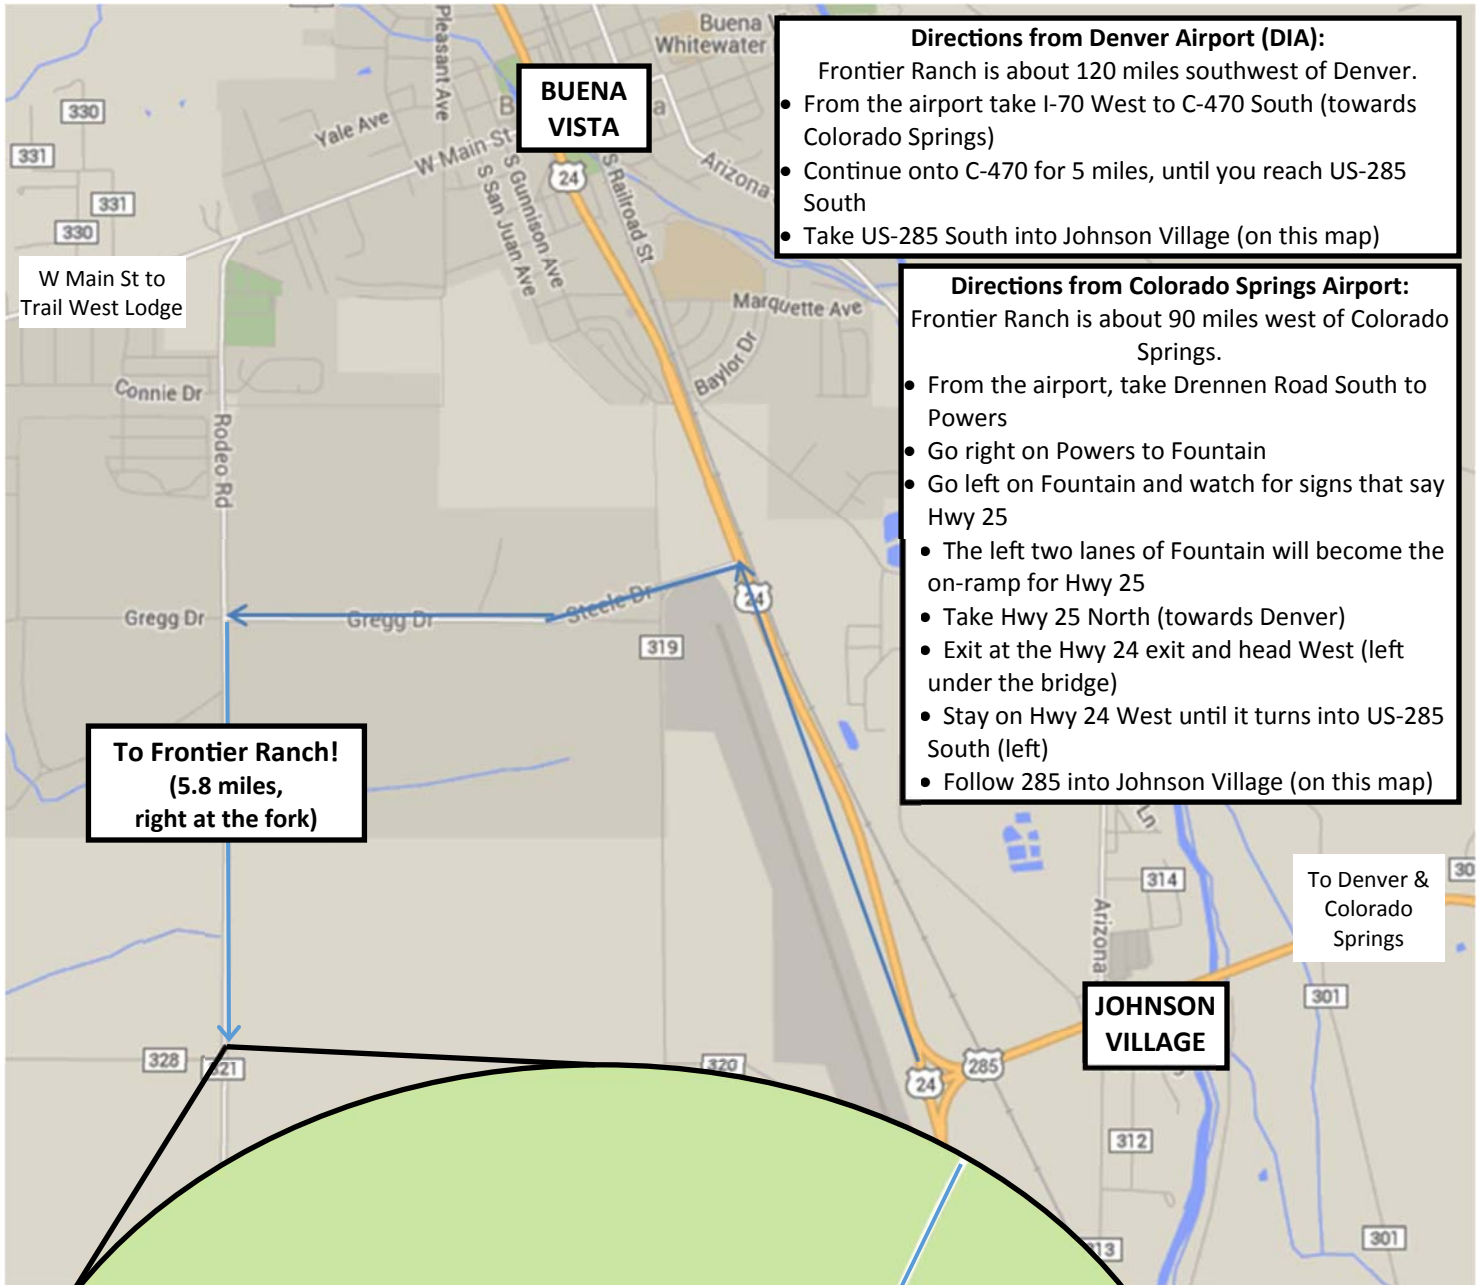 Pleasant Ave
Buena V
Whitewater
Directions from Denver Airport (DIA):
Frontier Ranch is about 120 miles southwest of Denver.
• From the airport take I-70 West to C-470 South (towards
Colorado Springs)
• Continue onto C-470 for 5 miles, until you reach US-285
South
• Take US-285 South into Johnson Village (on this map)
BUENA
VISTA
B
a
330
331
Yale Ave
W Main St
24
S Gunnison Ave
S San Juan Ave
S Railroad St
Arizona
331
330
W Main St to
Trail West Lodge
Marquette Ave
Baylor Dr
Directions from Colorado Springs Airport:
Frontier Ranch is about 90 miles west of Colorado
Springs.
• From the airport, take Drennen Road South to
Powers
• Go right on Powers to Fountain
• Go left on Fountain and watch for signs that say
Hwy 25
• The left two lanes of Fountain will become the
on-ramp for Hwy 25
• Take Hwy 25 North (towards Denver)
• Exit at the Hwy 24 exit and head West (left
under the bridge)
• Stay on Hwy 24 West until it turns into US-285
South (left)
• Follow 285 into Johnson Village (on this map)
Connie Dr
Rodeo Rd
Gregg Dr
Gregg Dr
Steele Dr
24
319
To Frontier Ranch!
(5.8 miles,
right at the fork)
Ln
314
30
Arizona
To Denver &
Colorado
Springs
301
JOHNSON
VILLAGE
328
321
320
24
285
312
313
301